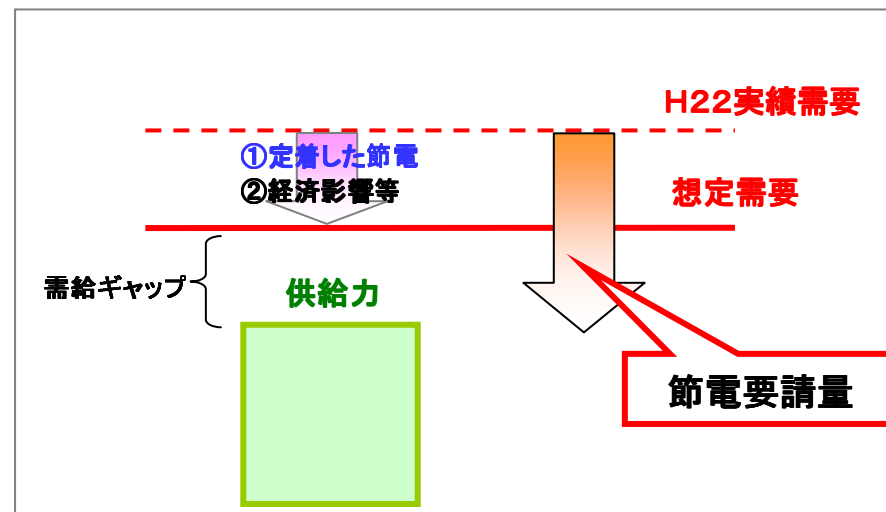 H22実績需要
①定着した節電
②経済影響等
想定需要
需給ギャップ
供給力
節電要請量